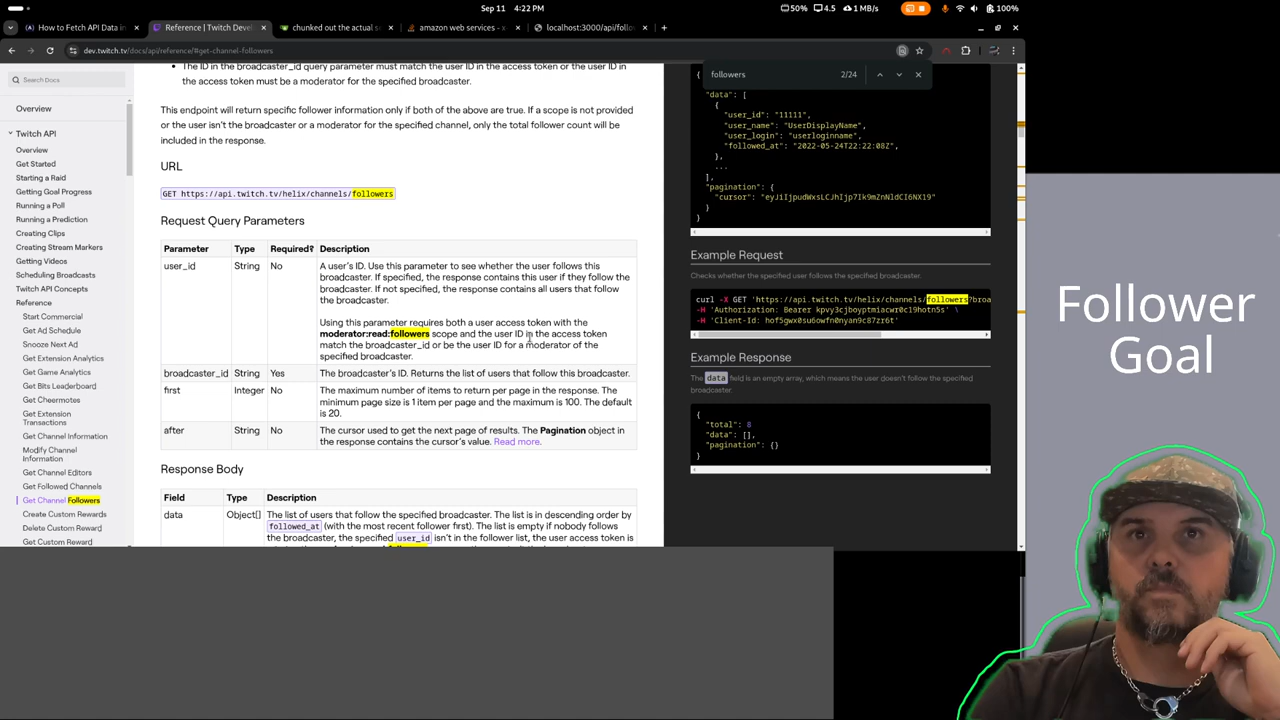 Sep 11 4:22 PM
50% 4.5 1 MB/s 100%
How to Fetch API Data in
Reference | Twitch Devel
chunked out the actual s
amazon web services - x
localhost:3000/api/follo
dev.twitch.tv/docs/api/reference/#get-channel-followers
followers 2/24
Search Docs
Overview
Twitch API
Overview
Get Started
Starting a Raid
Getting Goal Progress
Running a Poll
Running a Prediction
Creating Clips
Creating Stream Markers
Getting Videos
Scheduling Broadcasts
Twitch API Concepts
Reference
Start Commercial
Get Ad Schedule
Snooze Next Ad
Get Extension Analytics
Get Game Analytics
Get Bits Leaderboard
Get Cheermotes
Get Extension
Transactions
Get Channel Information
Modify Channel
Information
Get Channel Editors
Get Followed Channels
Get Channel Followers
Create Custom Rewards
Delete Custom Reward
Get Custom Reward
The ID in the broadcaster_id query parameter must match the user ID in the access token or the user ID in
the access token must be a moderator for the specified broadcaster.
This endpoint will return specific follower information only if both of the above are true. If a scope is not provided
or the user isn't the broadcaster or a moderator for the specified channel, only the total follower count will be
included in the response.
URL
GET https://api.twitch.tv/helix/channels/followers
Request Query Parameters
Parameter Type Required? Description
user_id String No A user's ID. Use this parameter to see whether the user follows this
broadcaster. If specified, the response contains this user if they follow the
broadcaster. If not specified, the response contains all users that follow
the broadcaster.
Using this parameter requires both a user access token with the
moderator:read:followers scope and the user ID in the access token
match the broadcaster_id or be the user ID for a moderator of the
specified broadcaster.
broadcaster_id String Yes The broadcaster's ID. Returns the list of users that follow this broadcaster.
first Integer No The maximum number of items to return per page in the response. The
minimum page size is 1 item per page and the maximum is 100. The default
is 20.
after String No The cursor used to get the next page of results. The Pagination object in
the response contains the cursor's value. Read more.
Response Body
Field Type Description
data Object[] The list of users that follow the specified broadcaster. The list is in descending order by
followed_at (with the most recent follower first). The list is empty if nobody follows
the broadcaster, the specified user_id isn't in the follower list, the user access token is
{
"data": [
{
"user_id": "11111",
"user_name": "UserDisplayName",
"user_login": "userloginname",
"followed_at": "2022-05-24T22:22:08Z",
},
...
],
"pagination": {
"cursor": "eyJiIjpudWxsLCJhIjp7Ik9mZnNldCI6NX19"
}
}
Example Request
Checks whether the specified user follows the specified broadcaster.
curl -X GET 'https://api.twitch.tv/helix/channels/followers?broa
-H 'Authorization: Bearer kpvy3cjboyptmiacwr0c19hotn5s' \
-H 'Client-Id: hof5gwx0su6owfn0nyan9c87zr6t'
Example Response
The data field is an empty array, which means the user doesn't follow the specified
broadcaster.
{
"total": 8
"data": [],
"pagination": {}
}
Follower
Goal